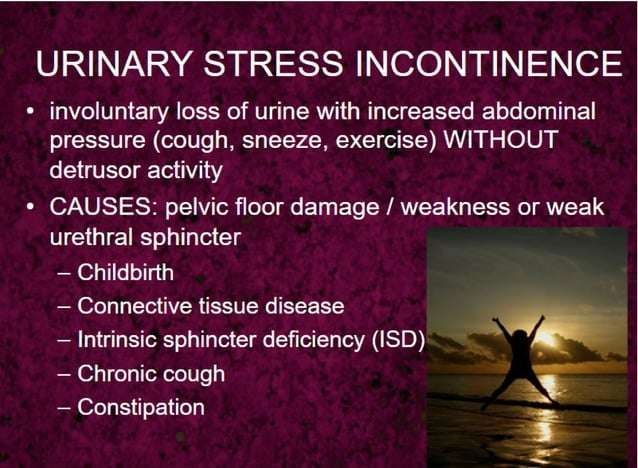 URINARY STRESS INCONTINENCE
• involuntary loss of urine with increased abdominal
pressure (cough, sneeze, exercise) WITHOUT
detrusor activity
• CAUSES: pelvic floor damage / weakness or weak
urethral sphincter
– Childbirth
– Connective tissue disease
– Intrinsic sphincter deficiency (ISD)
– Chronic cough
– Constipation